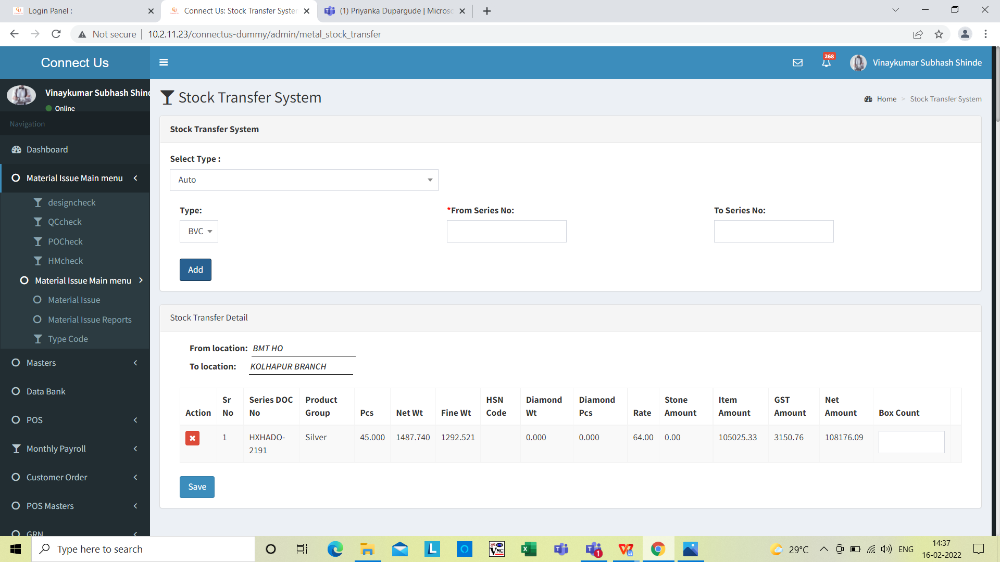 Login Panel :
Connect Us: Stock Transfer System
(1) Priyanka Dupargude | Microso
Not secure | 10.2.11.23/connectus-dummy/admin/metal_stock_transfer
Connect Us
268
Vinaykumar Subhash Shinde
Vinaykumar Subhash Shind
Online
Navigation
Dashboard
Material Issue Main menu
designcheck
QCcheck
POCheck
HMcheck
Material Issue Main menu
Material Issue
Material Issue Reports
Type Code
Masters
Data Bank
POS
Monthly Payroll
Customer Order
POS Masters
GRN
Stock Transfer System
Home > Stock Transfer System
Stock Transfer System
Select Type :
Auto
Type:
BVC
*From Series No:
To Series No:
Add
Stock Transfer Detail
From location: BMT HO
To location: KOLHAPUR BRANCH
Action Sr No Series DOC No Product Group Pcs Net Wt Fine Wt HSN Code Diamond Wt Diamond Pcs Rate Stone Amount Item Amount GST Amount Net Amount Box Count
1 HXHADO-2191 Silver 45.000 1487.740 1292.521 0.000 0.000 64.00 0.00 105025.33 3150.76 108176.09
Save
Type here to search
L
VNC
1
29°C
ENG
14:37
16-02-2022